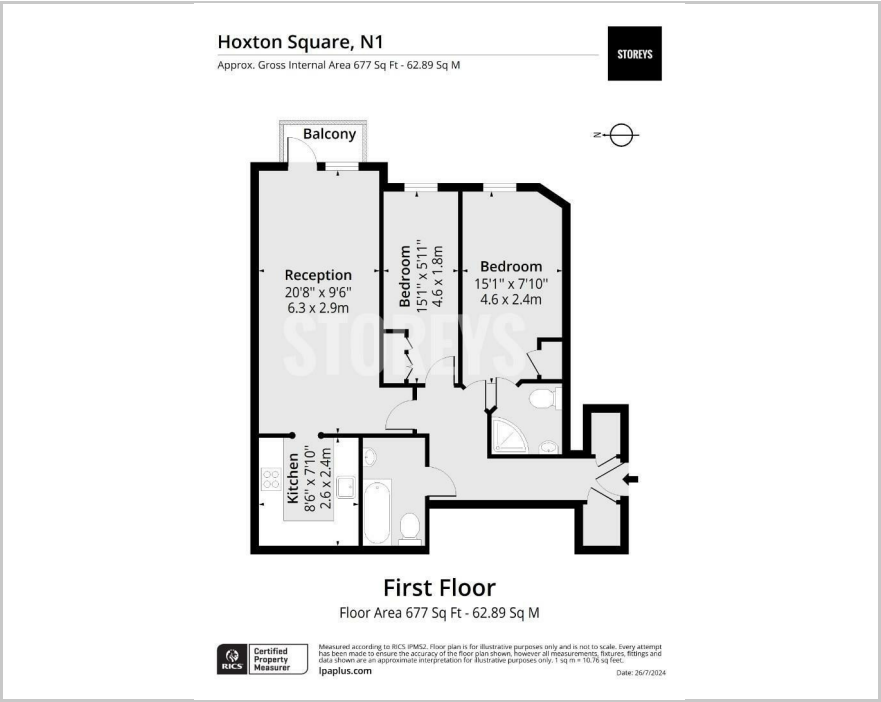 Hoxton Square, N1
Approx. Gross Internal Area 677 Sq Ft - 62.89 Sq M
STOREYS
Balcony
N
Reception
20'8" x 9'6"
6.3 x 2.9m
Bedroom
15'1" x 5'11"
4.6 x 1.8m
Bedroom
15'1" x 7'10"
4.6 x 2.4m
STOREYS
Kitchen
8'6" x 7'10"
2.6 x 2.4m
First Floor
Floor Area 677 Sq Ft - 62.89 Sq M
RICS
Certified
Property
Measurer
Measured according to RICS IPMS2. Floor plan is for illustrative purposes only and is not to scale. Every attempt
has been made to ensure the accuracy of the floor plan shown, however all measurements, fixtures, fittings and
data shown are an approximate interpretation for illustrative purposes only. 1 sq m = 10.76 sq feet.
lpaplus.com
Date: 26/7/2024